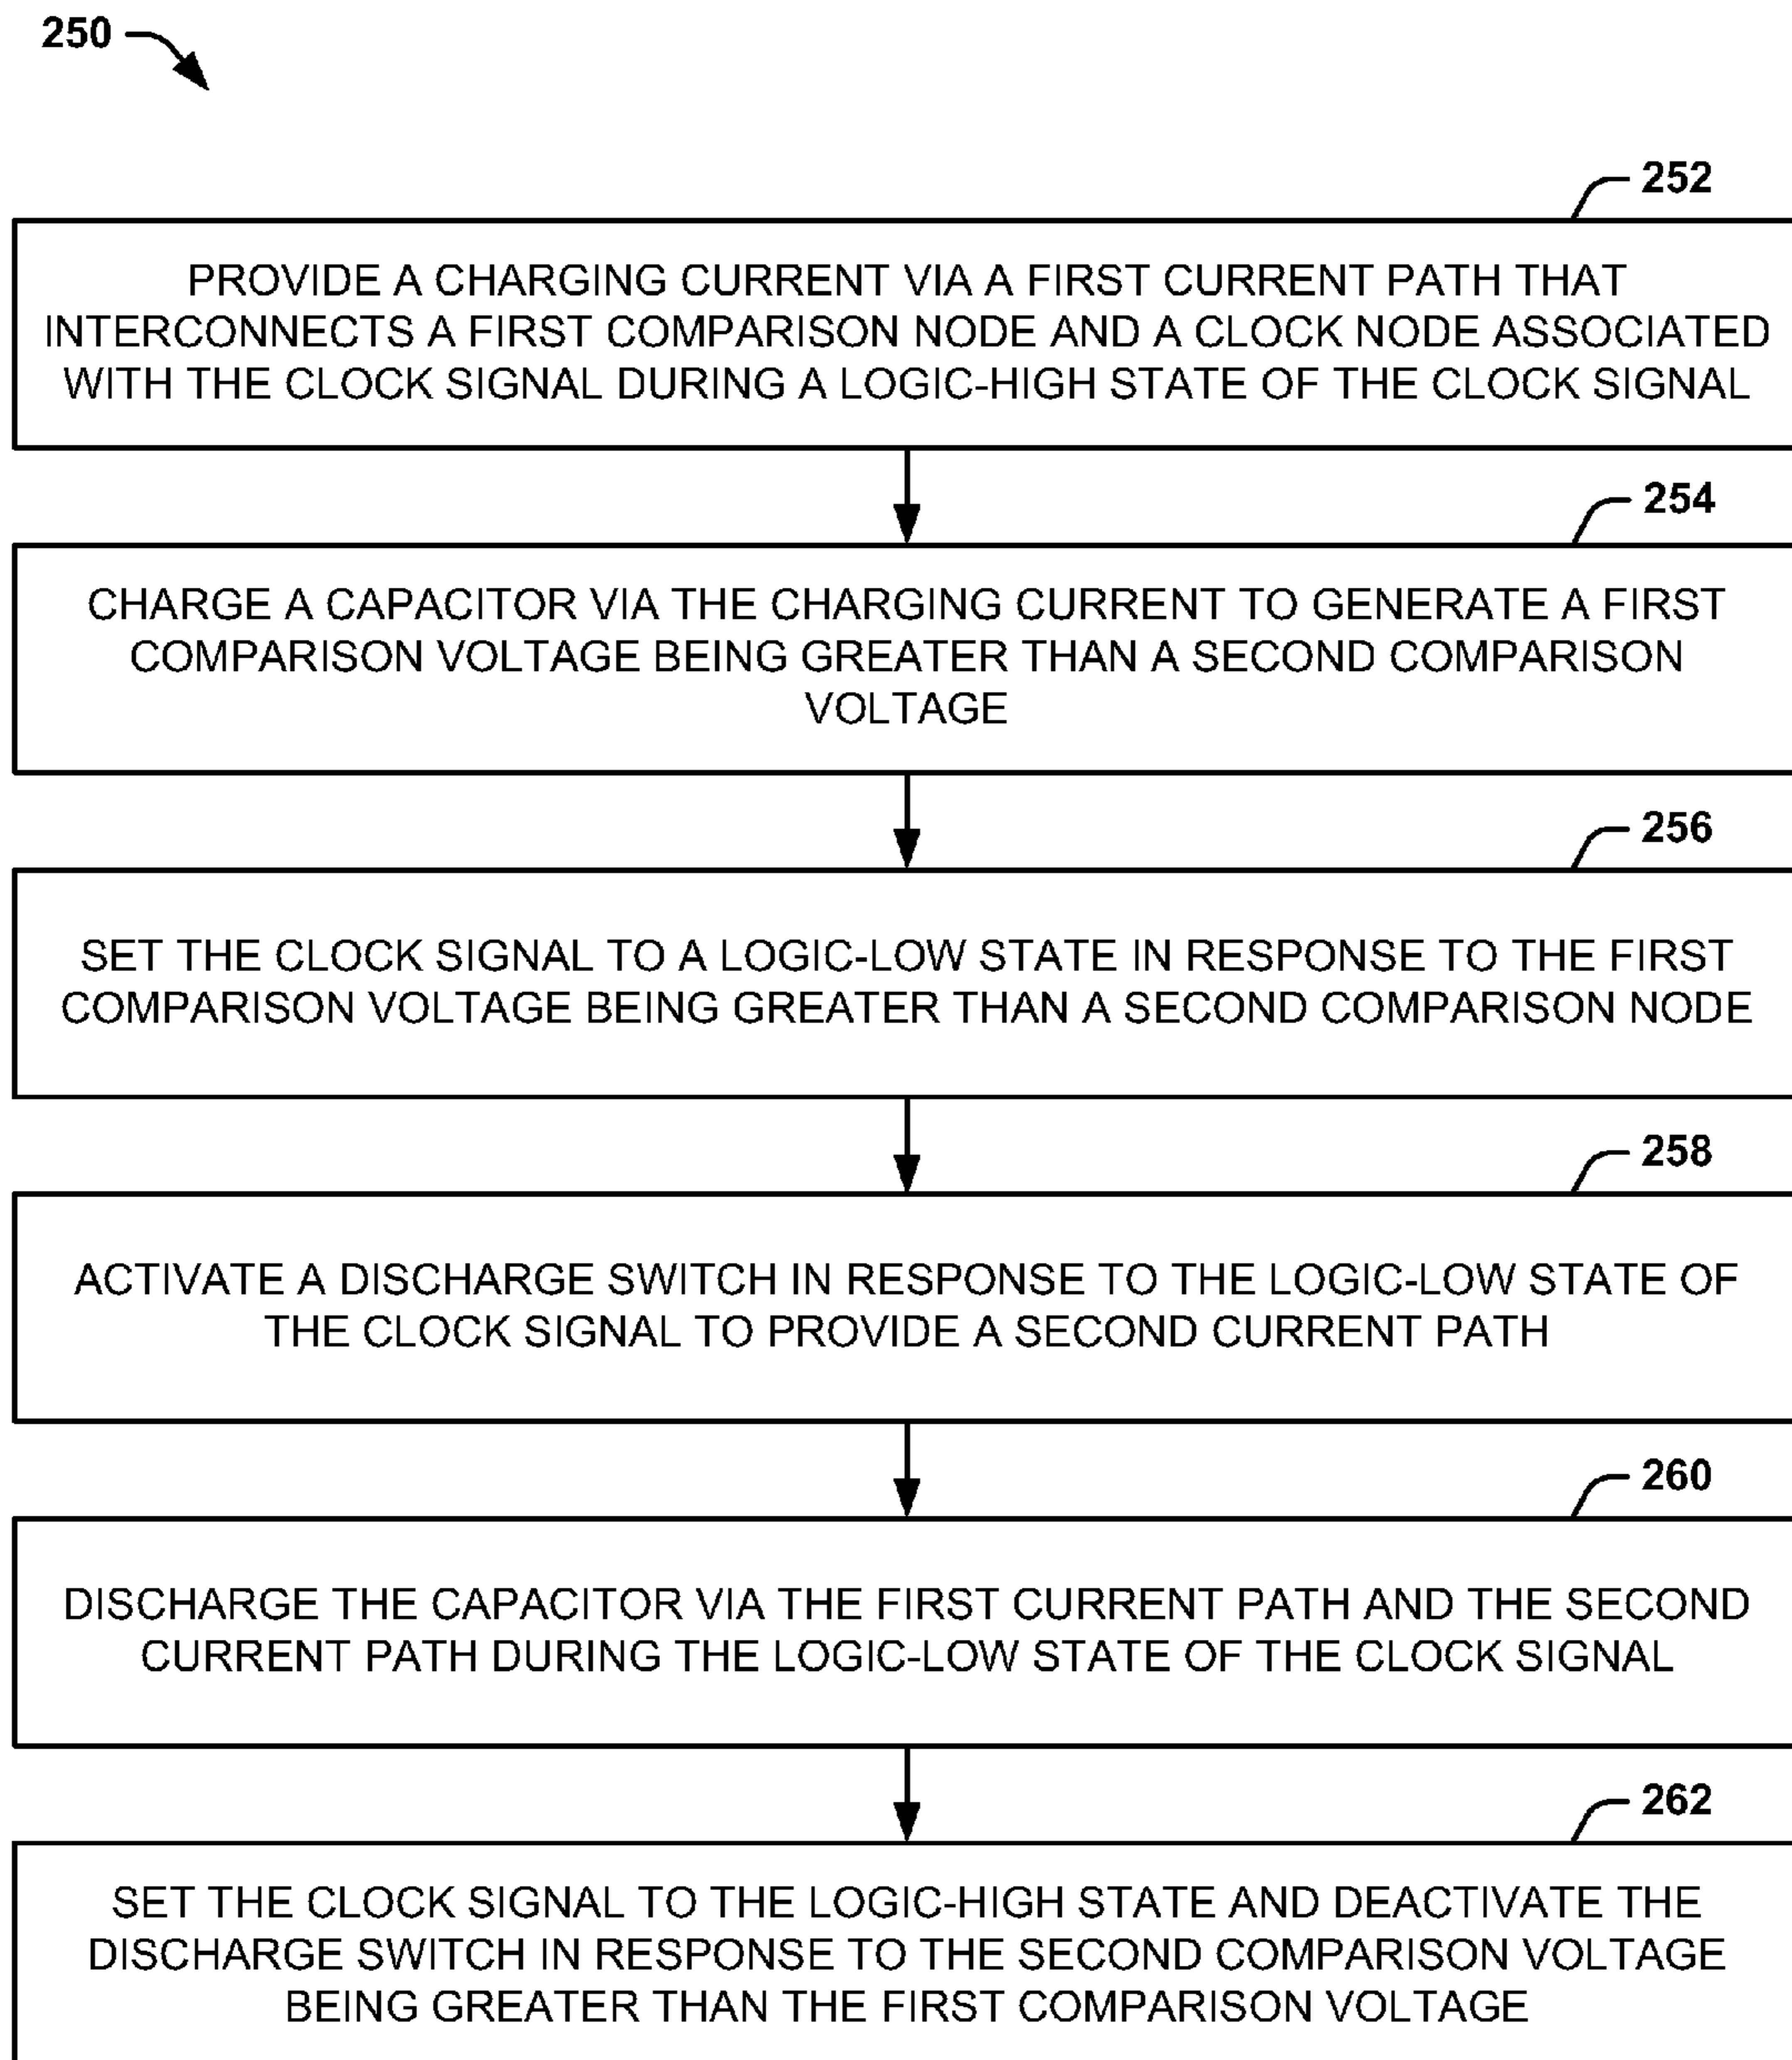 250
252
PROVIDE A CHARGING CURRENT VIA A FIRST CURRENT PATH THAT
INTERCONNECTS A FIRST COMPARISON NODE AND A CLOCK NODE ASSOCIATED
WITH THE CLOCK SIGNAL DURING A LOGIC-HIGH STATE OF THE CLOCK SIGNAL
254
CHARGE A CAPACITOR VIA THE CHARGING CURRENT TO GENERATE A FIRST
COMPARISON VOLTAGE BEING GREATER THAN A SECOND COMPARISON
VOLTAGE
256
SET THE CLOCK SIGNAL TO A LOGIC-LOW STATE IN RESPONSE TO THE FIRST
COMPARISON VOLTAGE BEING GREATER THAN A SECOND COMPARISON NODE
258
ACTIVATE A DISCHARGE SWITCH IN RESPONSE TO THE LOGIC-LOW STATE OF
THE CLOCK SIGNAL TO PROVIDE A SECOND CURRENT PATH
260
DISCHARGE THE CAPACITOR VIA THE FIRST CURRENT PATH AND THE SECOND
CURRENT PATH DURING THE LOGIC-LOW STATE OF THE CLOCK SIGNAL
262
SET THE CLOCK SIGNAL TO THE LOGIC-HIGH STATE AND DEACTIVATE THE
DISCHARGE SWITCH IN RESPONSE TO THE SECOND COMPARISON VOLTAGE
BEING GREATER THAN THE FIRST COMPARISON VOLTAGE